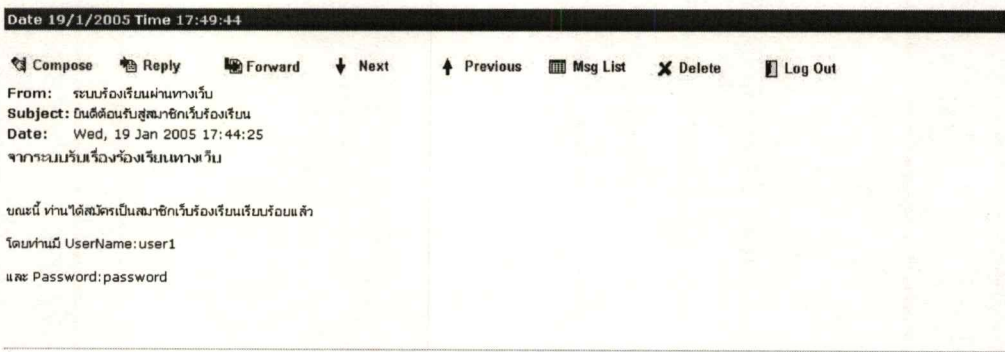 Date 19/1/2005 Time 17:49:44
Compose Reply Forward Next Previous Msg List Delete Log Out
From: ระบบร้องเรียนผ่านทางเว็บ
Subject: ยินดีต้อนรับสู่สมาชิกเว็บร้องเรียน
Date: Wed, 19 Jan 2005 17:44:25
จากระบบรับเรื่องร้องเรียนทางเว็บ
ขณะนี้ ท่านได้สมัครเป็นสมาชิกเว็บร้องเรียนเรียบร้อยแล้ว
โดยท่านมี UserName:user1
และ Password:password